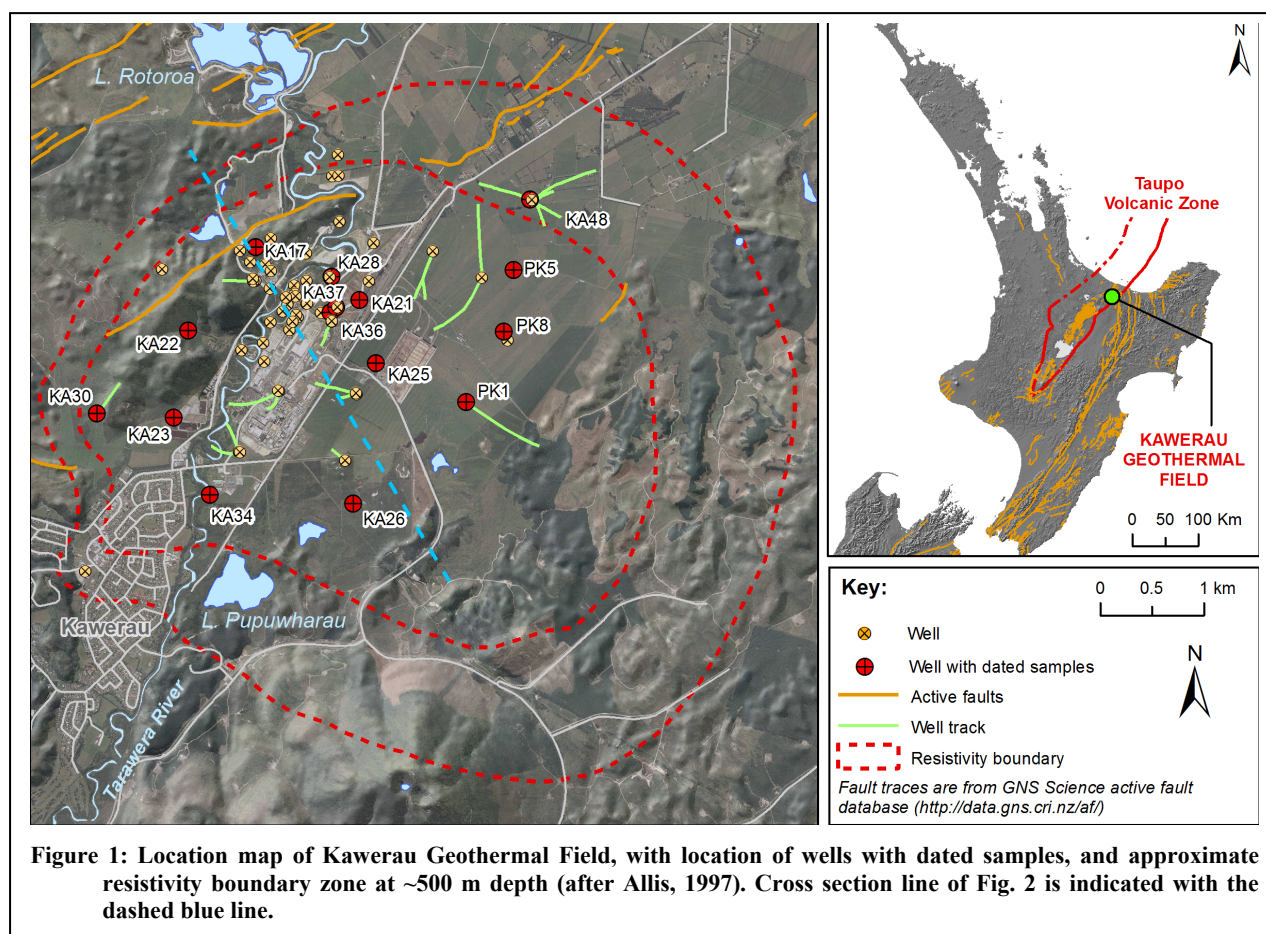 L. Rotoroa
KA48
KA17
KA28
PK5
KA37
KA21
KA36
PK8
KA22
KA25
KA30
PK1
KA23
KA34
KA26
L. Pupuwharau
Kawerau
Tarawera River
N
Taupo
Volcanic Zone
KAWERAU
GEOTHERMAL
FIELD
0 50 100 Km
Key:
0 0.5 1 km
Well
N
Well with dated samples
Active faults
Well track
Resistivity boundary
Fault traces are from GNS Science active fault
database (http://data.gns.cri.nz/af/)
Figure 1: Location map of Kawerau Geothermal Field, with location of wells with dated samples, and approximate
resistivity boundary zone at ~500 m depth (after Allis, 1997). Cross section line of Fig. 2 is indicated with the
dashed blue line.